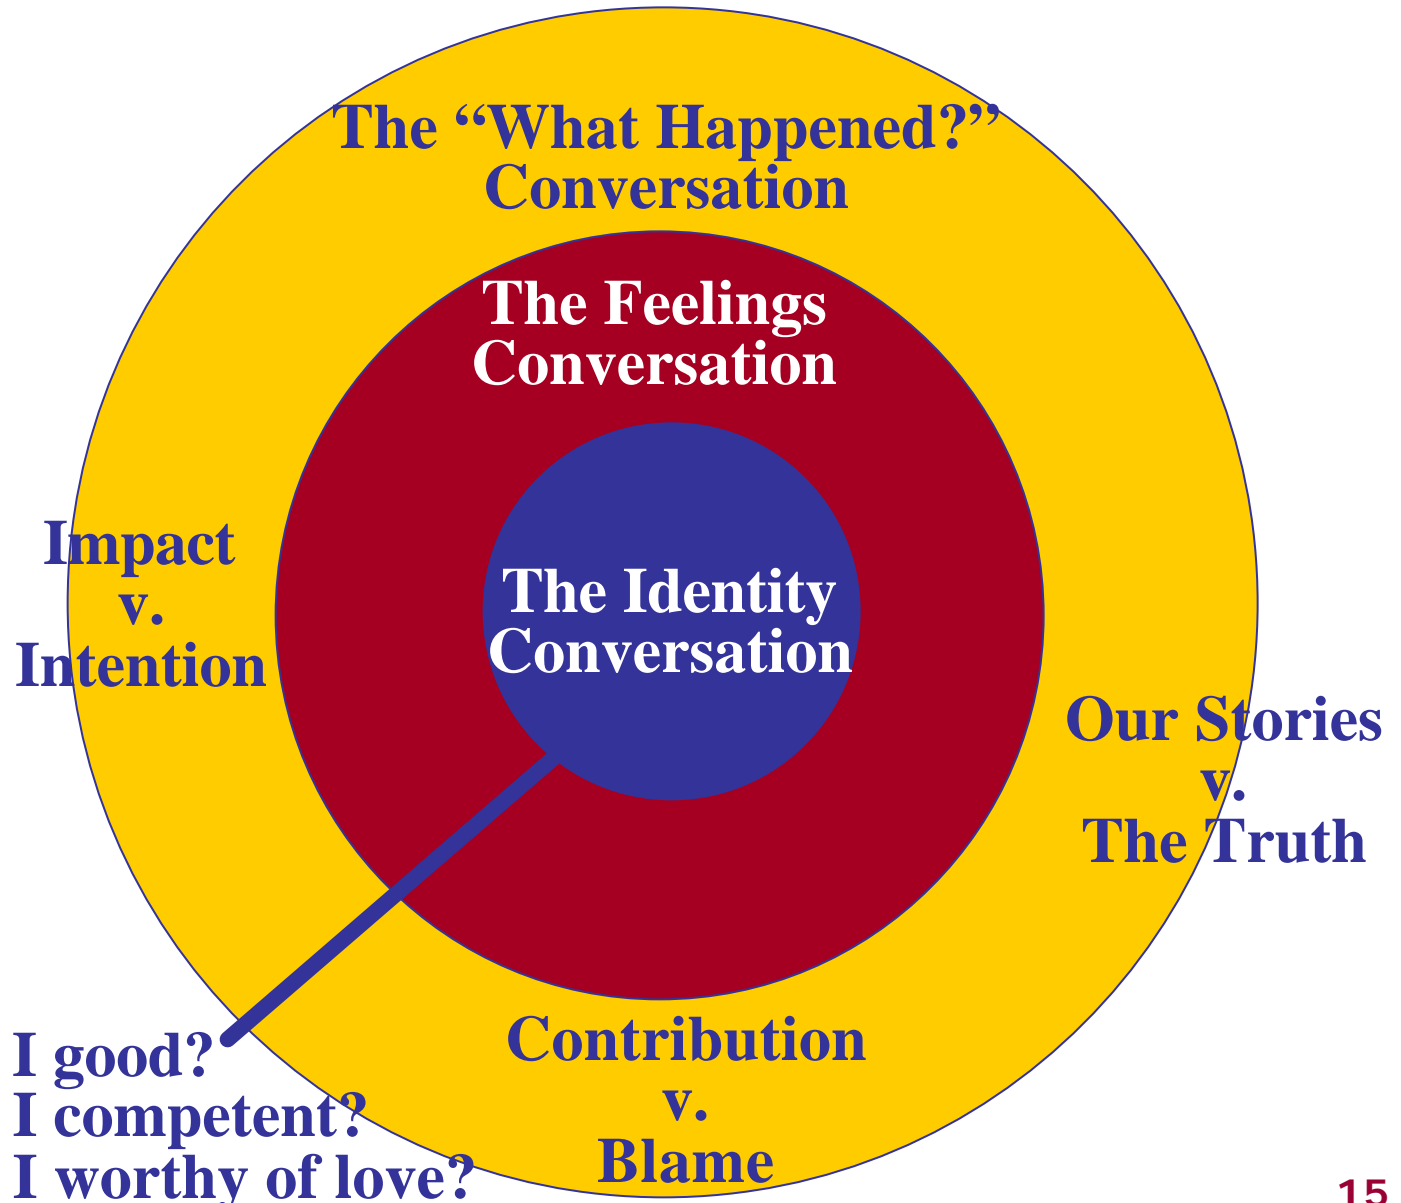 The “What Happened?”
Conversation
The Feelings
Conversation
The Identity
Conversation
Impact
v.
Intention
Our Stories
v.
The Truth
Contribution
v.
Blame
I good?
I competent?
I worthy of love?
15